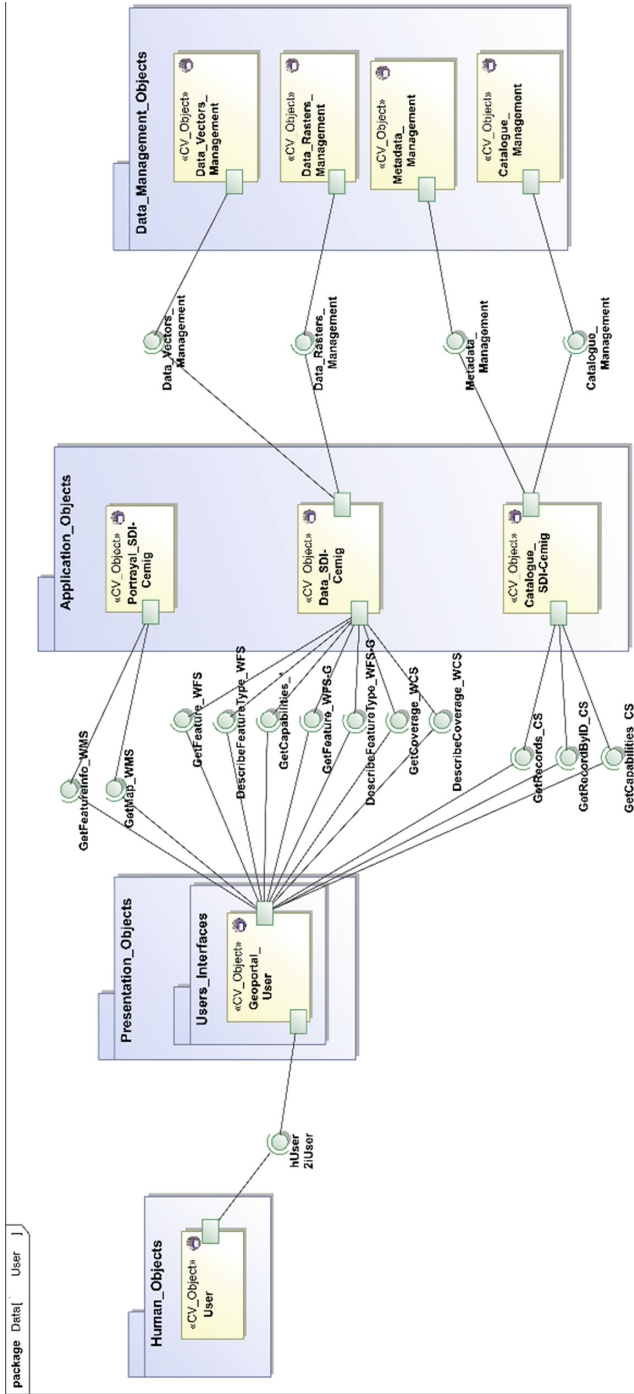 package Data[ User ]
Human_Objects
«CV_Object»
User
hUser
2iUser
Presentation_Objects
Users_Interfaces
«CV_Object»
Geoportal_
User
GetFeatureInfo_WMS
GetMap_WMS
GetFeature_WFS
DescribeFeatureType_WFS
GetCapabilities_*
GetFeature_WFS-G
DescribeFeatureType_WFS-G
GetCoverage_WCS
DescribeCoverage_WCS
GetRecords_CS
GetRecordByID_CS
GetCapabilities_CS
Application_Objects
«CV_Object»
Portrayal_SDI-
Cemig
«CV_Object»
Data_SDI-
Cemig
«CV_Object»
Catalogue_
SDI-Cemig
Data_Vectors_
Management
Data_Rasters_
Management
Metadata_
Management
Catalogue_
Management
Data_Management_Objects
«CV_Object»
Data_Vectors_
Management
«CV_Object»
Data_Rasters_
Management
«CV_Object»
Metadata_
Management
«CV_Object»
Catalogue_
Management